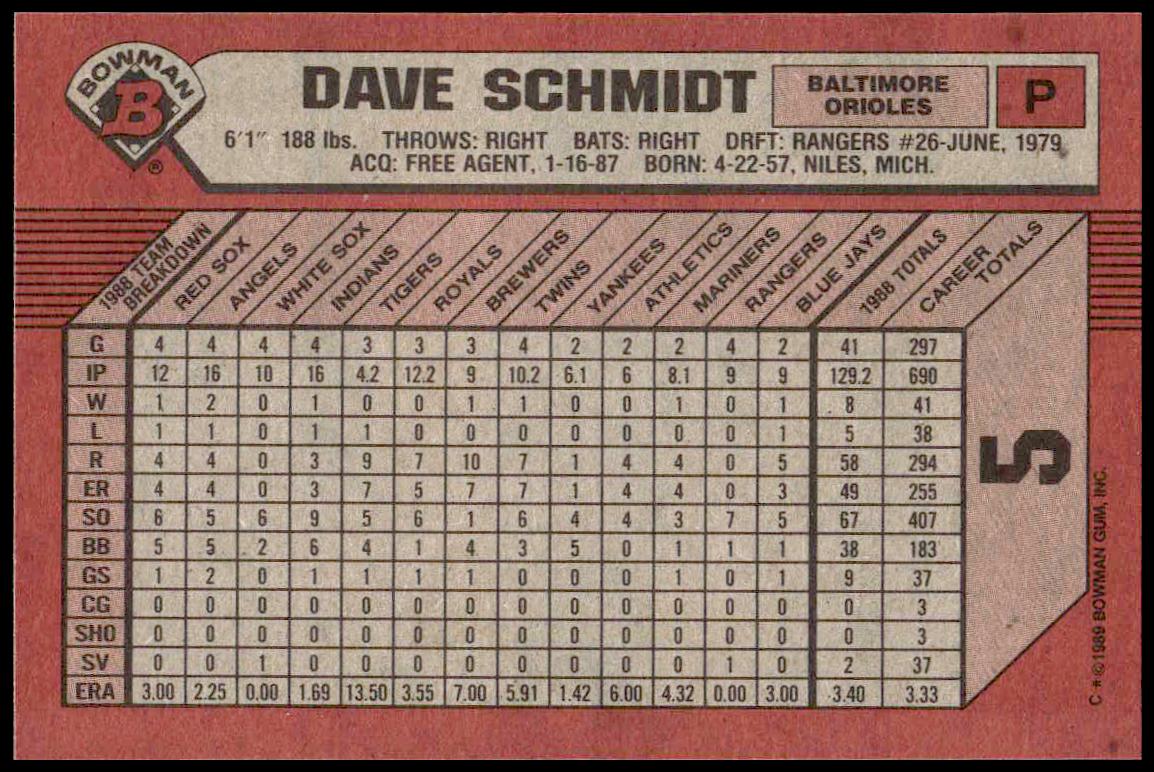 BOWMAN
B
®
DAVE SCHMIDT
BALTIMORE
ORIOLES
P
6'1" 188 lbs. THROWS: RIGHT BATS: RIGHT DRFT: RANGERS #26-JUNE, 1979
ACQ: FREE AGENT, 1-16-87 BORN: 4-22-57, NILES, MICH.
1988 TEAM
BREAKDOWN
RED SOX
ANGELS
WHITE SOX
INDIANS
TIGERS
ROYALS
BREWERS
TWINS
YANKEES
ATHLETICS
MARINERS
RANGERS
BLUE JAYS
1988 TOTALS
CAREER
TOTALS
G 4 4 4 4 3 3 3 4 2 2 2 4 2 41 297
IP 12 16 10 16 4.2 12.2 9 10.2 6.1 6 8.1 9 9 129.2 690
W 1 2 0 1 0 0 1 1 0 0 1 0 1 8 41
L 1 1 0 1 1 0 0 0 0 0 0 0 1 5 38
R 4 4 0 3 9 7 10 7 1 4 4 0 5 58 294
ER 4 4 0 3 7 5 7 7 1 4 4 0 3 49 255
SO 6 5 6 9 5 6 1 6 4 4 3 7 5 67 407
BB 5 5 2 6 4 1 4 3 5 0 1 1 1 38 183
GS 1 2 0 1 1 1 1 0 0 0 1 0 1 9 37
CG 0 0 0 0 0 0 0 0 0 0 0 0 0 0 3
SHO 0 0 0 0 0 0 0 0 0 0 0 0 0 0 3
SV 0 0 1 0 0 0 0 0 0 0 0 1 0 2 37
ERA 3.00 2.25 0.00 1.69 13.50 3.55 7.00 5.91 1.42 6.00 4.32 0.00 3.00 3.40 3.33
5
C * © 1989 BOWMAN GUM, INC.